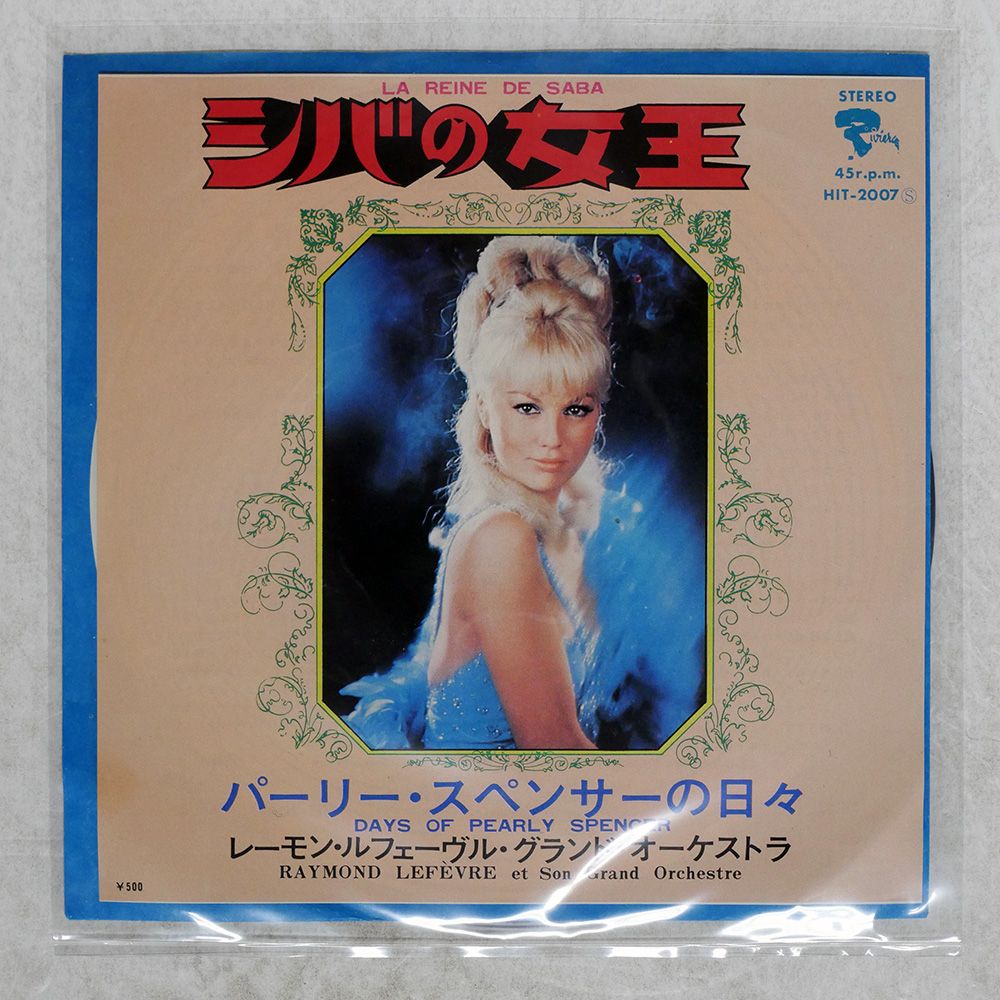 LA REINE DE SABA
シバの女王
STEREO
Riviera
45 r.p.m.
HIT-2007 Ⓢ
パーリー・スペンサーの日々
DAYS OF PEARLY SPENCER
レーモン・ルフェーヴル・グランド・オーケストラ
RAYMOND LEFÈVRE et Son Grand Orchestre
￥500